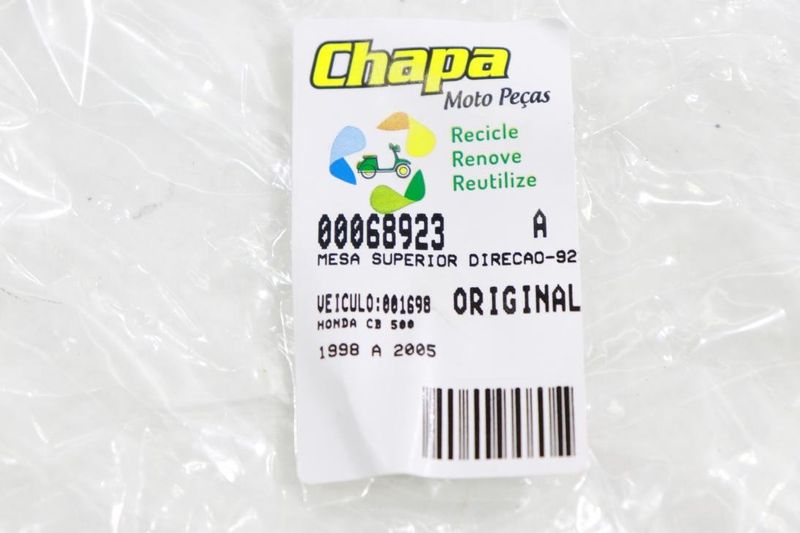 Chapa
Moto Peças
Recicle
Renove
Reutilize
00068923 A
MESA SUPERIOR DIRECAO-92
VEICULO:001698 ORIGINAL
HONDA CB 500
1998 A 2005